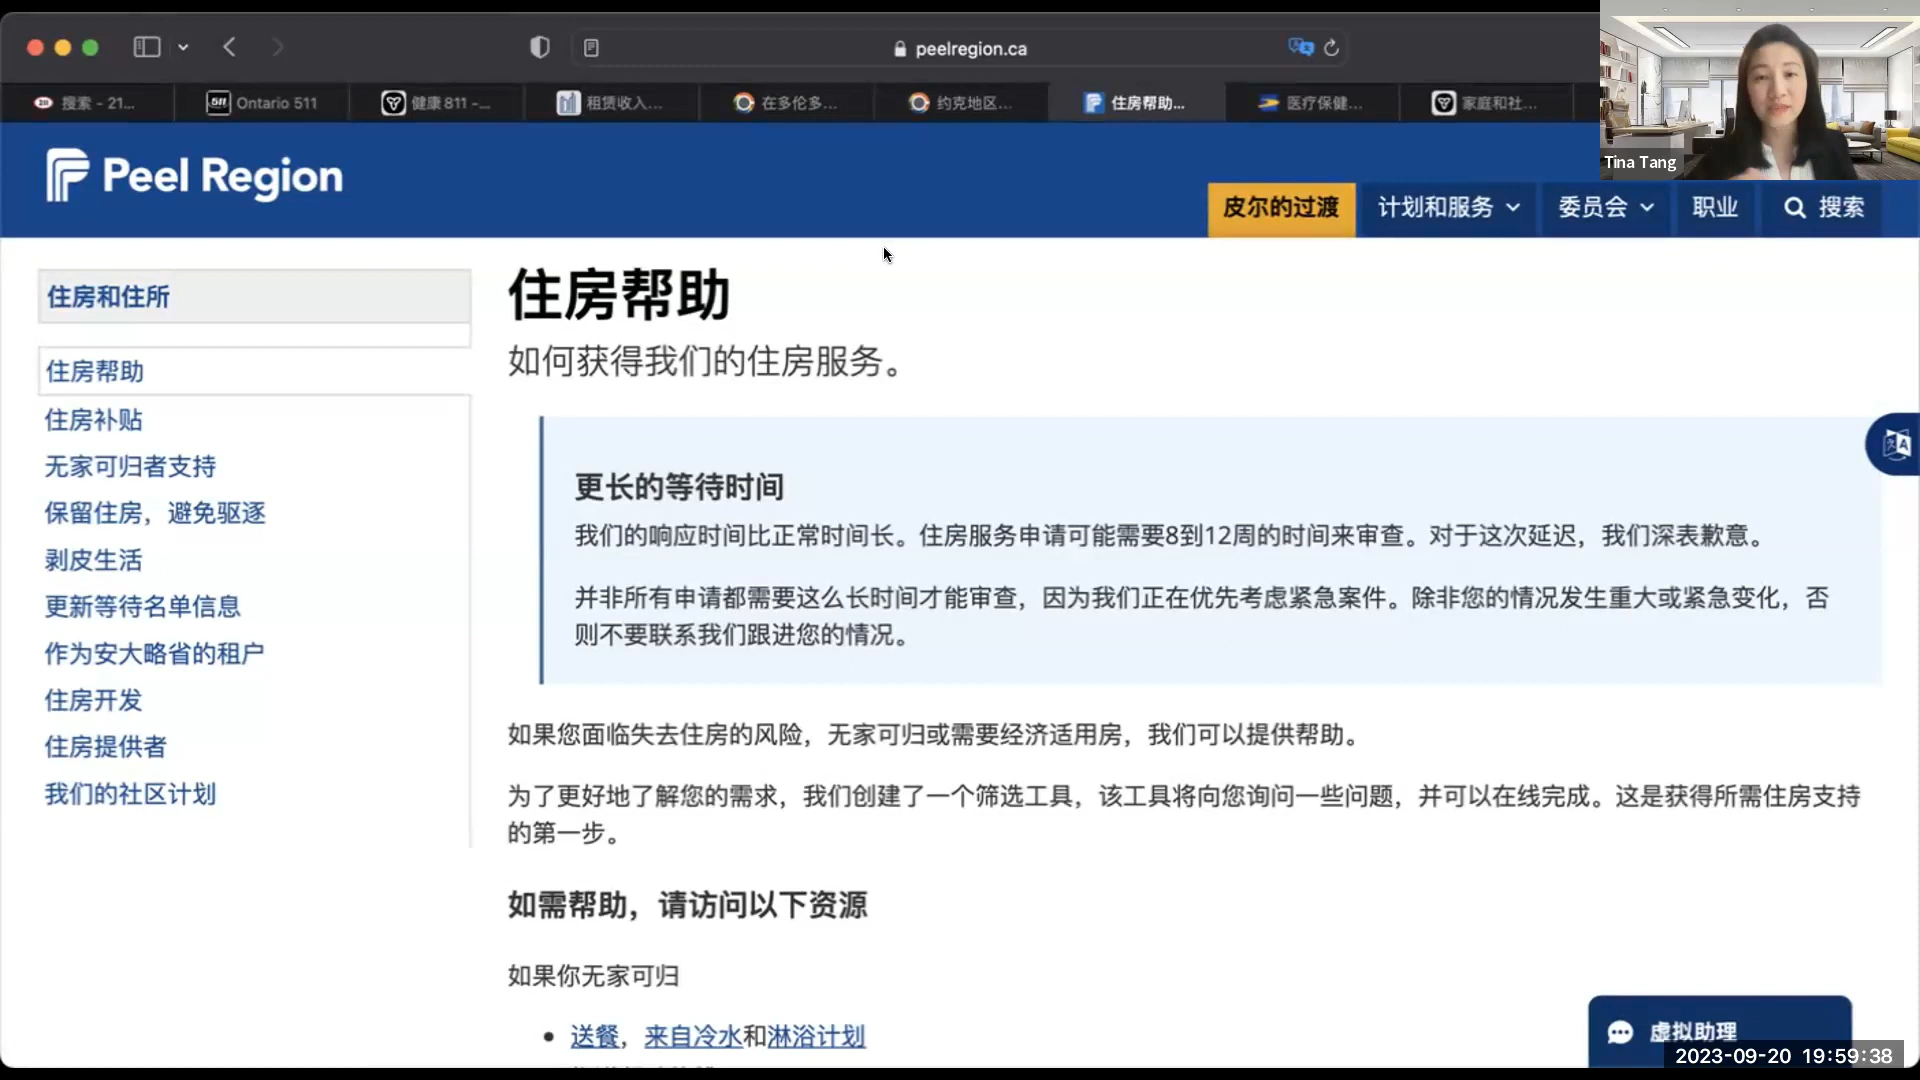 peelregion.ca
搜索 - 21...
Ontario 511
健康 811 -...
租赁收入...
在多伦多...
约克地区...
住房帮助...
医疗保健...
家庭和社...
Tina Tang
Peel Region
皮尔的过渡
计划和服务
委员会
职业
搜索
住房和住所
住房帮助
住房补贴
无家可归者支持
保留住房，避免驱逐
剥皮生活
更新等待名单信息
作为安大略省的租户
住房开发
住房提供者
我们的社区计划
住房帮助
如何获得我们的住房服务。
更长的等待时间
我们的响应时间比正常时间长。住房服务申请可能需要8到12周的时间来审查。对于这次延迟，我们深表歉意。
并非所有申请都需要这么长时间才能审查，因为我们正在优先考虑紧急案件。除非您的情况发生重大或紧急变化，否
则不要联系我们跟进您的情况。
如果您面临失去住房的风险，无家可归或需要经济适用房，我们可以提供帮助。
为了更好地了解您的需求，我们创建了一个筛选工具，该工具将向您询问一些问题，并可以在线完成。这是获得所需住房支持
的第一步。
如需帮助，请访问以下资源
如果你无家可归
送餐，来自冷水和淋浴计划
虚拟助理
2023-09-20 19:59:38